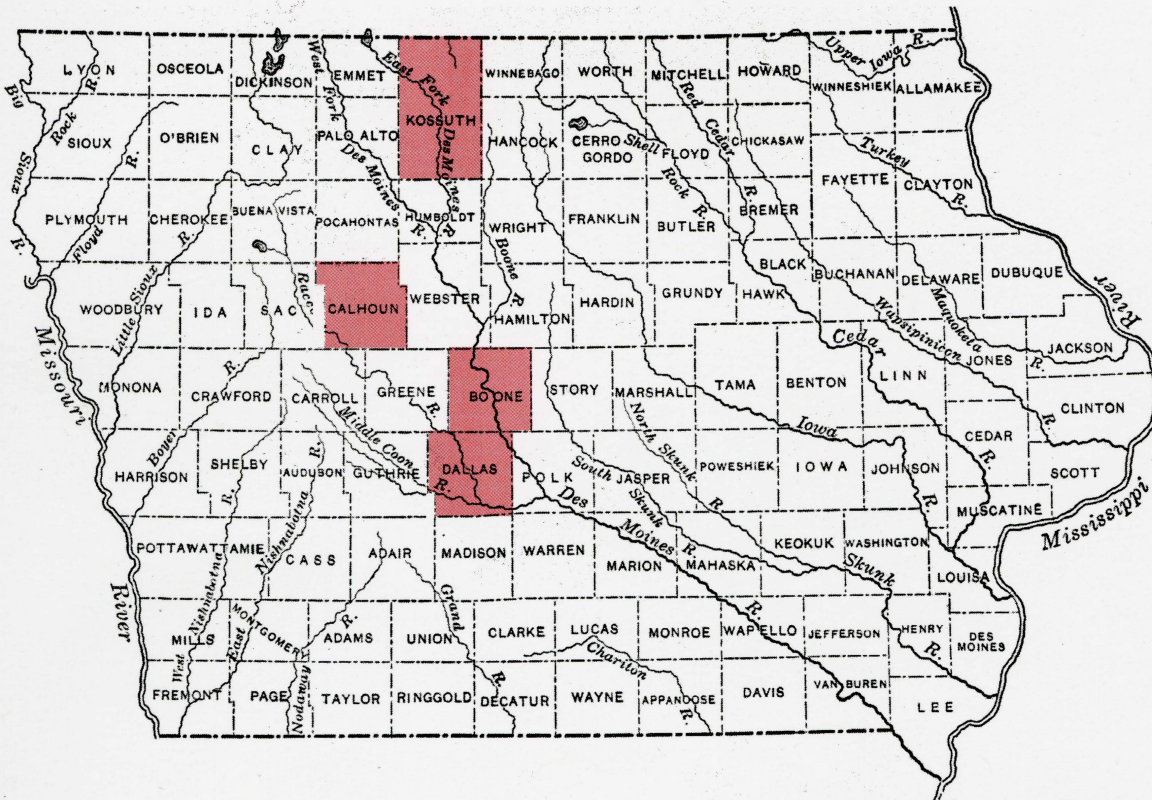 LYON
OSCEOLA
DICKINSON
EMMET
KOSSUTH
WINNEBAGO
WORTH
MITCHELL
HOWARD
WINNESHIEK
ALLAMAKEE
Upper Iowa R.
Big Sioux R.
Rock R.
West Fork Des Moines R.
East Fork Des Moines R.
SIOUX
O'BRIEN
CLAY
PALO ALTO
HANCOCK
CERRO
GORDO
FLOYD
CHICKASAW
Shell Rock R.
Red Cedar R.
Turkey R.
FAYETTE
CLAYTON
PLYMOUTH
Floyd R.
CHEROKEE
BUENA VISTA
POCAHONTAS
HUMBOLDT
WRIGHT
FRANKLIN
BUTLER
BREMER
Boone R.
Little Sioux R.
WOODBURY
IDA
SAC
Racc
CALHOUN
WEBSTER
HAMILTON
HARDIN
GRUNDY
BLACK
HAWK
BUCHANAN
DELAWARE
DUBUQUE
Wapsipinicon R.
Maquoketa R.
Missouri River
MONONA
CRAWFORD
CARROLL
GREENE
R.
BOONE
STORY
MARSHALL
TAMA
BENTON
LINN
JONES
JACKSON
Cedar R.
CLINTON
Boyer R.
Middle Coon R.
North Skunk R.
South Skunk R.
Iowa R.
HARRISON
SHELBY
AUDUBON
GUTHRIE
DALLAS
POLK
JASPER
POWESHIEK
IOWA
JOHNSON
CEDAR
SCOTT
MUSCATINE
Mississippi River
Des Moines R.
POTTAWATTAMIE
CASS
ADAIR
MADISON
WARREN
MARION
MAHASKA
KEOKUK
WASHINGTON
LOUISA
West Nishnabotna R.
East Nishnabotna R.
Skunk R.
MILLS
MONTGOMERY
ADAMS
UNION
CLARKE
LUCAS
MONROE
WAPELLO
JEFFERSON
HENRY
DES
MOINES
Grand R.
Chariton R.
Nodaway R.
FREMONT
PAGE
TAYLOR
RINGGOLD
DECATUR
WAYNE
APPANOOSE
DAVIS
VAN BUREN
LEE